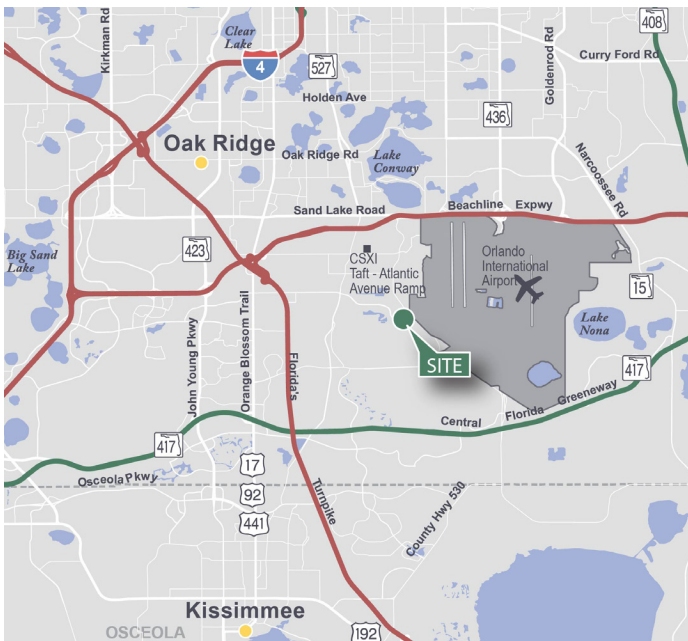 Kirkman Rd
Clear
Lake
4
527
408
Goldenrod Rd
Curry Ford Rd
Holden Ave
436
Oak Ridge
Oak Ridge Rd
Lake
Conway
Narcoossee Rd
Sand Lake Road
Beachline Expwy
423
Big Sand
Lake
CSXI
Taft - Atlantic
Avenue Ramp
Orlando
International
Airport
15
Lake
Nona
SITE
John Young Pkwy
Orange Blossom Trail
Florida's
417
Central Florida Greeneway
417
Osceola Pkwy
17
92
441
Turnpike
County Hwy 530
Kissimmee
OSCEOLA
192